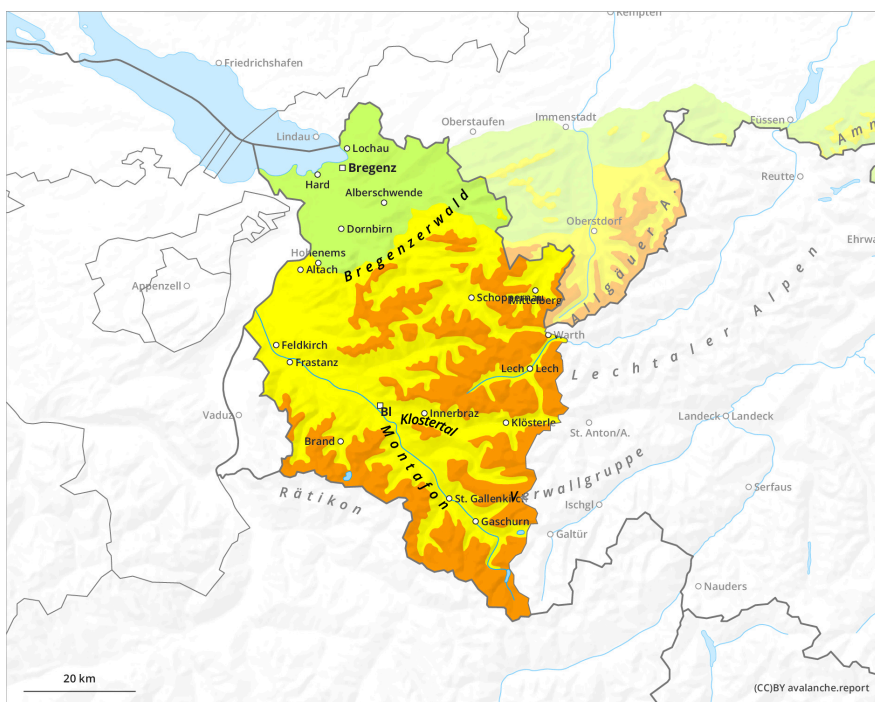 Kempten
Friedrichshafen
Oberstaufen
Immenstadt
Füssen
Lindau
Lochau
Bregenz
Hard
Alberschwende
Reutte
Dornbirn
Oberstdorf
Bregenzerwald
Hohenems
Altach
Allgäuer A.
Appenzell
Schoppernau
Mittelberg
Lechtaler Alpen
Warth
Feldkirch
Frastanz
Lech
Lech
Vaduz
Bl
Innerbraz
Klostertal
Klösterle
St. Anton/A.
Landeck
Landeck
Brand
Montafon
Verwallgruppe
Rätikon
St. Gallenkirch
Serfaus
Ischgl
Gaschurn
Galtür
Nauders
20 km
(CC)BY avalanche.report